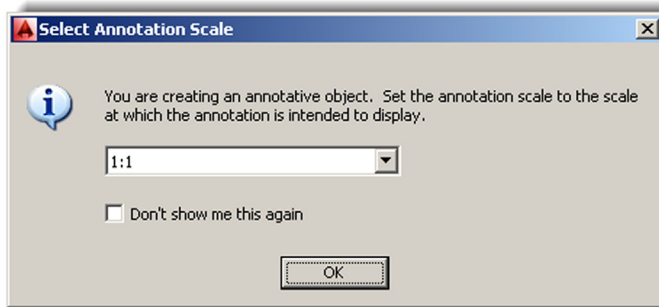 Select Annotation Scale
You are creating an annotative object. Set the annotation scale to the scale
at which the annotation is intended to display.
1:1
Don't show me this again
OK